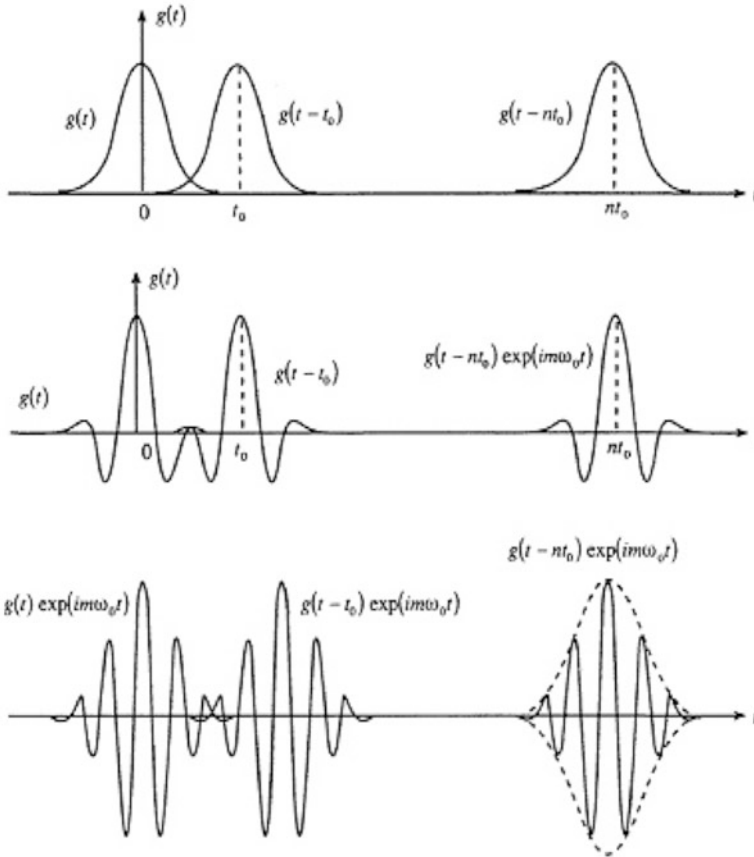 g(t)
g(t)
g(t − t₀)
g(t − nt₀)
0
t₀
nt₀
g(t)
g(t − t₀)
g(t − nt₀) exp(imω₀t)
g(t)
0
t₀
nt₀
g(t − nt₀) exp(imω₀t)
g(t) exp(imω₀t)
g(t − t₀) exp(imω₀t)